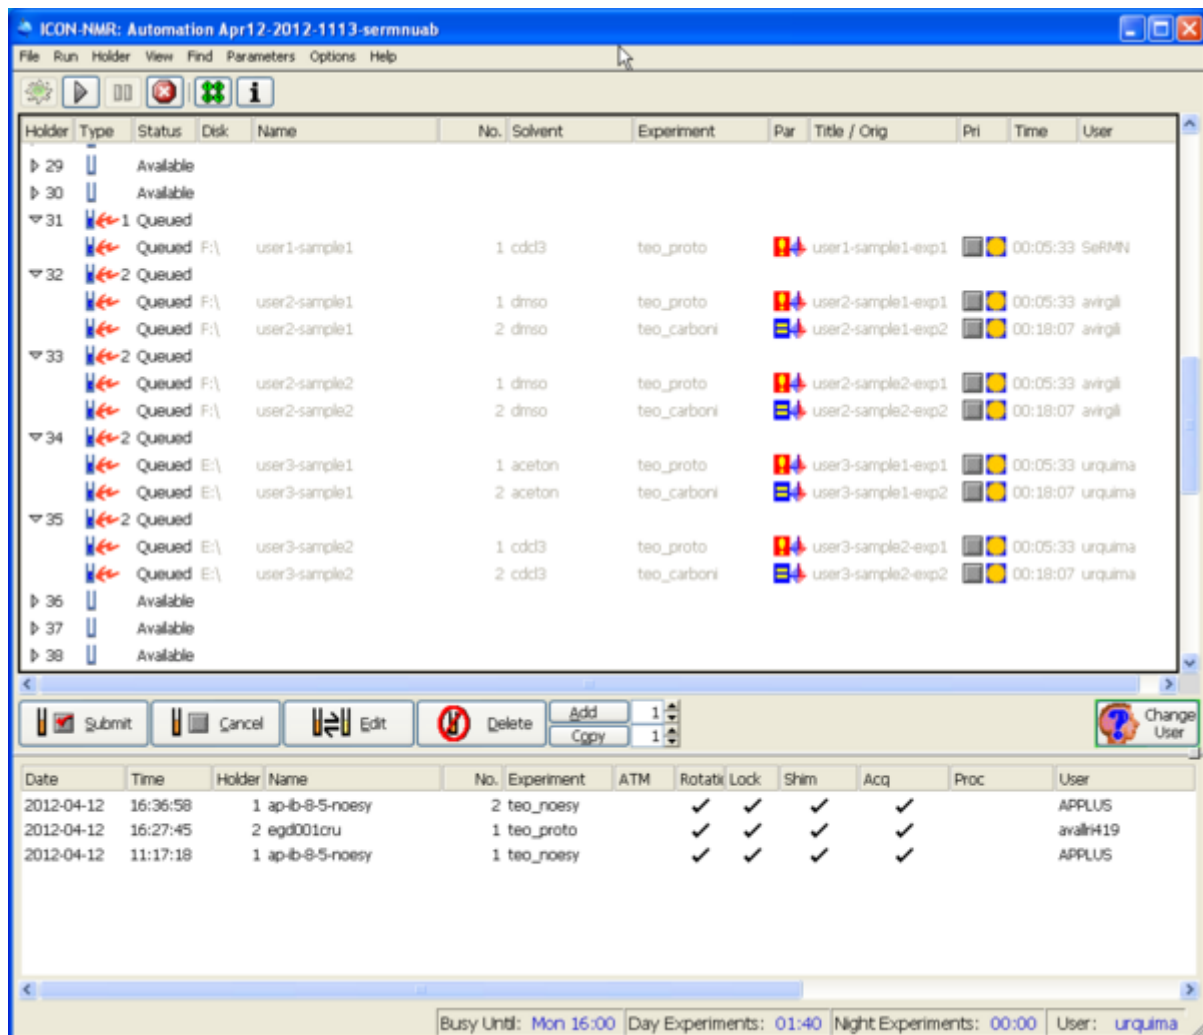 ICON-NMR: Automation Apr12-2012-1113-sermnuab
File Run Holder View Find Parameters Options Help
Holder Type Status Disk Name No. Solvent Experiment Par Title / Orig Pri Time User
29 Available
30 Available
31 1 Queued
Queued F:\ user1-sample1 1 cdcl3 teo_proto user1-sample1-exp1 00:05:33 SeRMN
32 2 Queued
Queued F:\ user2-sample1 1 dmso teo_proto user2-sample1-exp1 00:05:33 avirgili
Queued F:\ user2-sample1 2 dmso teo_carboni user2-sample1-exp2 00:18:07 avirgili
33 2 Queued
Queued F:\ user2-sample2 1 dmso teo_proto user2-sample2-exp1 00:05:33 avirgili
Queued F:\ user2-sample2 2 dmso teo_carboni user2-sample2-exp2 00:18:07 avirgili
34 2 Queued
Queued E:\ user3-sample1 1 aceton teo_proto user3-sample1-exp1 00:05:33 urquima
Queued E:\ user3-sample1 2 aceton teo_carboni user3-sample1-exp2 00:18:07 urquima
35 2 Queued
Queued E:\ user3-sample2 1 cdcl3 teo_proto user3-sample2-exp1 00:05:33 urquima
Queued E:\ user3-sample2 2 cdcl3 teo_carboni user3-sample2-exp2 00:18:07 urquima
36 Available
37 Available
38 Available
Submit Cancel Edit Delete Add 1 Copy 1 Change User
Date Time Holder Name No. Experiment ATM Rotatic Lock Shim Acq Proc User
2012-04-12 16:36:58 1 ap-ib-8-5-noesy 2 teo_noesy ✓ ✓ ✓ ✓ APPLUS
2012-04-12 16:27:45 2 egd001cru 1 teo_proto ✓ ✓ ✓ ✓ avallri419
2012-04-12 11:17:18 1 ap-ib-8-5-noesy 1 teo_noesy ✓ ✓ ✓ ✓ APPLUS
Busy Until: Mon 16:00 Day Experiments: 01:40 Night Experiments: 00:00 User: urquima